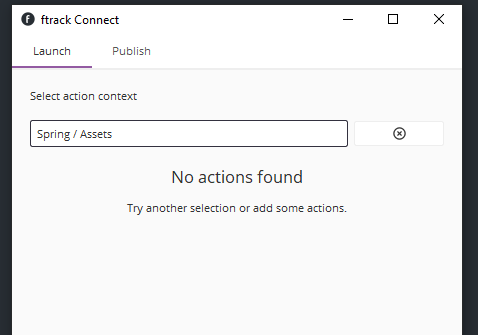 ftrack Connect
Launch Publish
Select action context
Spring / Assets
No actions found
Try another selection or add some actions.